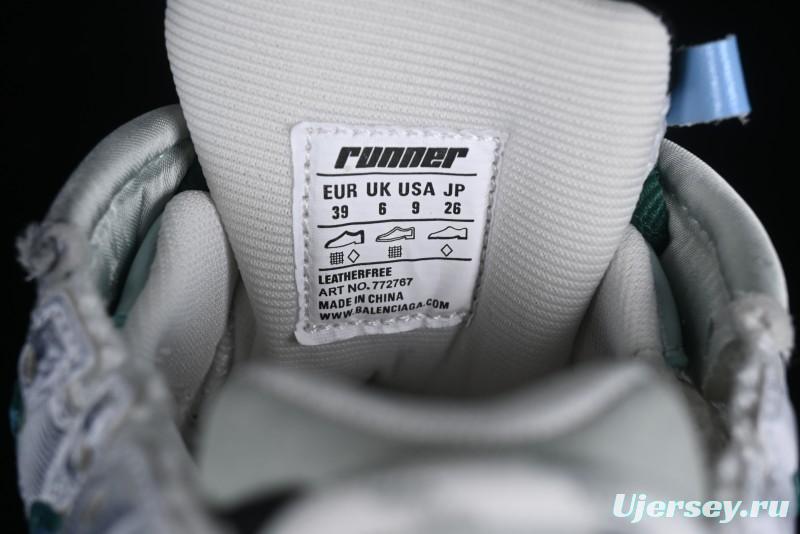 runner
EUR UK USA JP
39 6 9 26
LEATHERFREE
ART NO. 772767
MADE IN CHINA
WWW.BALENCIAGA.COM
Ujersey.ru